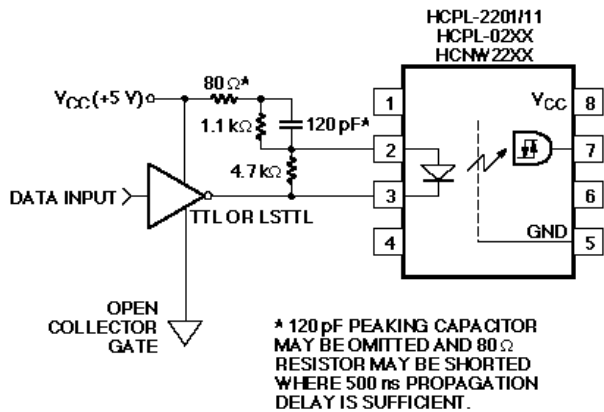 HCPL-2201/11
HCPL-02XX
HCNW22XX
80 Ω*
VCC (+5 V)
1.1 kΩ
120 pF*
4.7 kΩ
DATA INPUT
TTL OR LSTTL
1
2
3
4
VCC
8
7
6
GND
5
OPEN
COLLECTOR
GATE
* 120 pF PEAKING CAPACITOR
MAY BE OMITTED AND 80 Ω
RESISTOR MAY BE SHORTED
WHERE 500 ns PROPAGATION
DELAY IS SUFFICIENT.